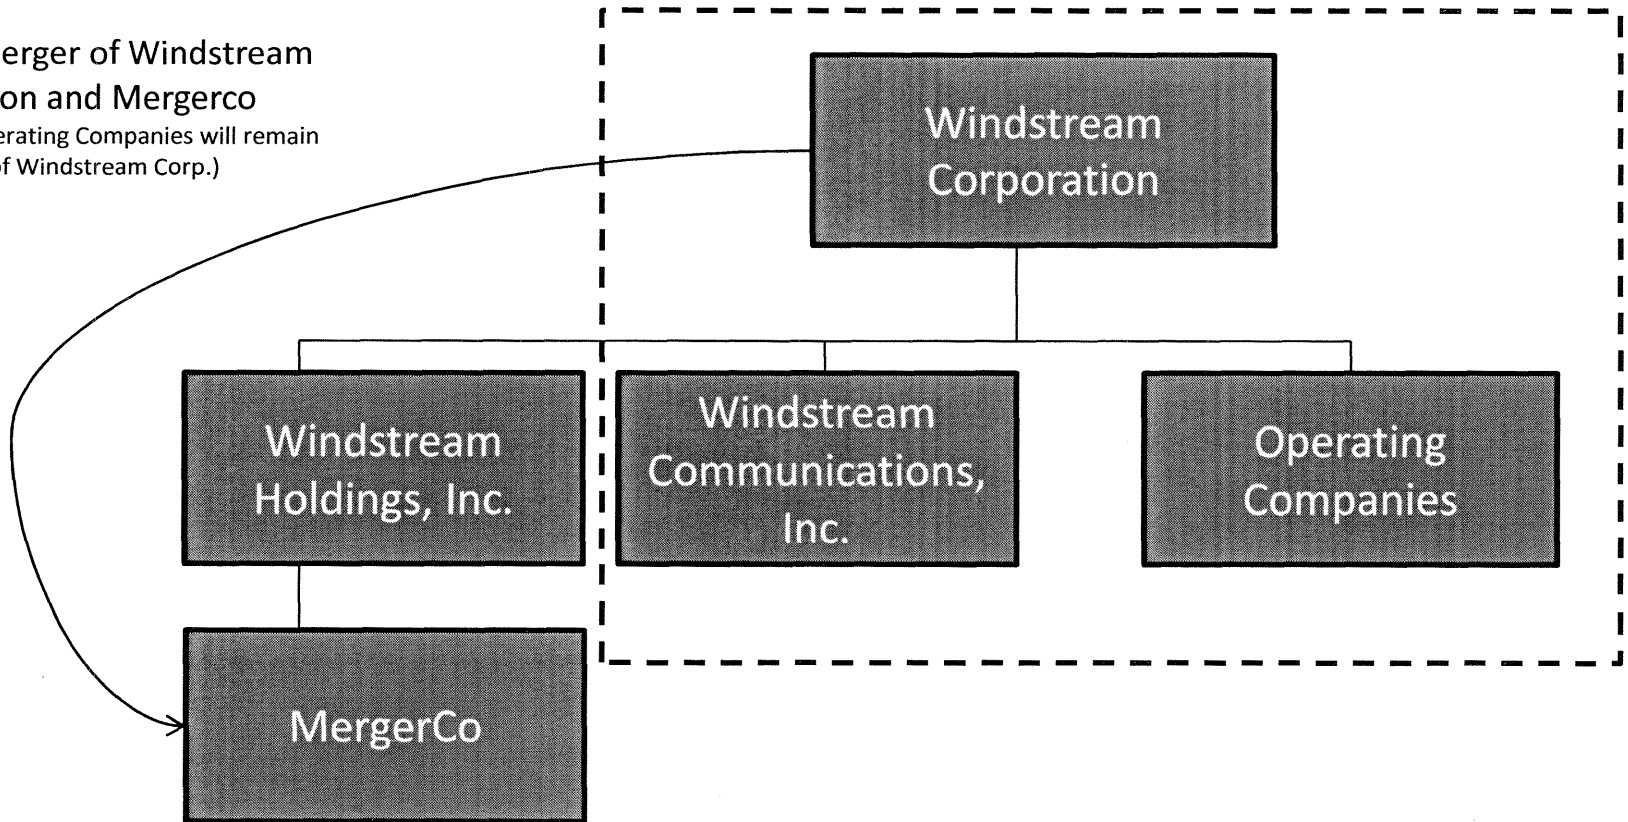 erger of Windstream
on and Mergerco
erating Companies will remain
of Windstream Corp.)
Windstream
Corporation
Windstream
Holdings, Inc.
Windstream
Communications,
Inc.
Operating
Companies
MergerCo